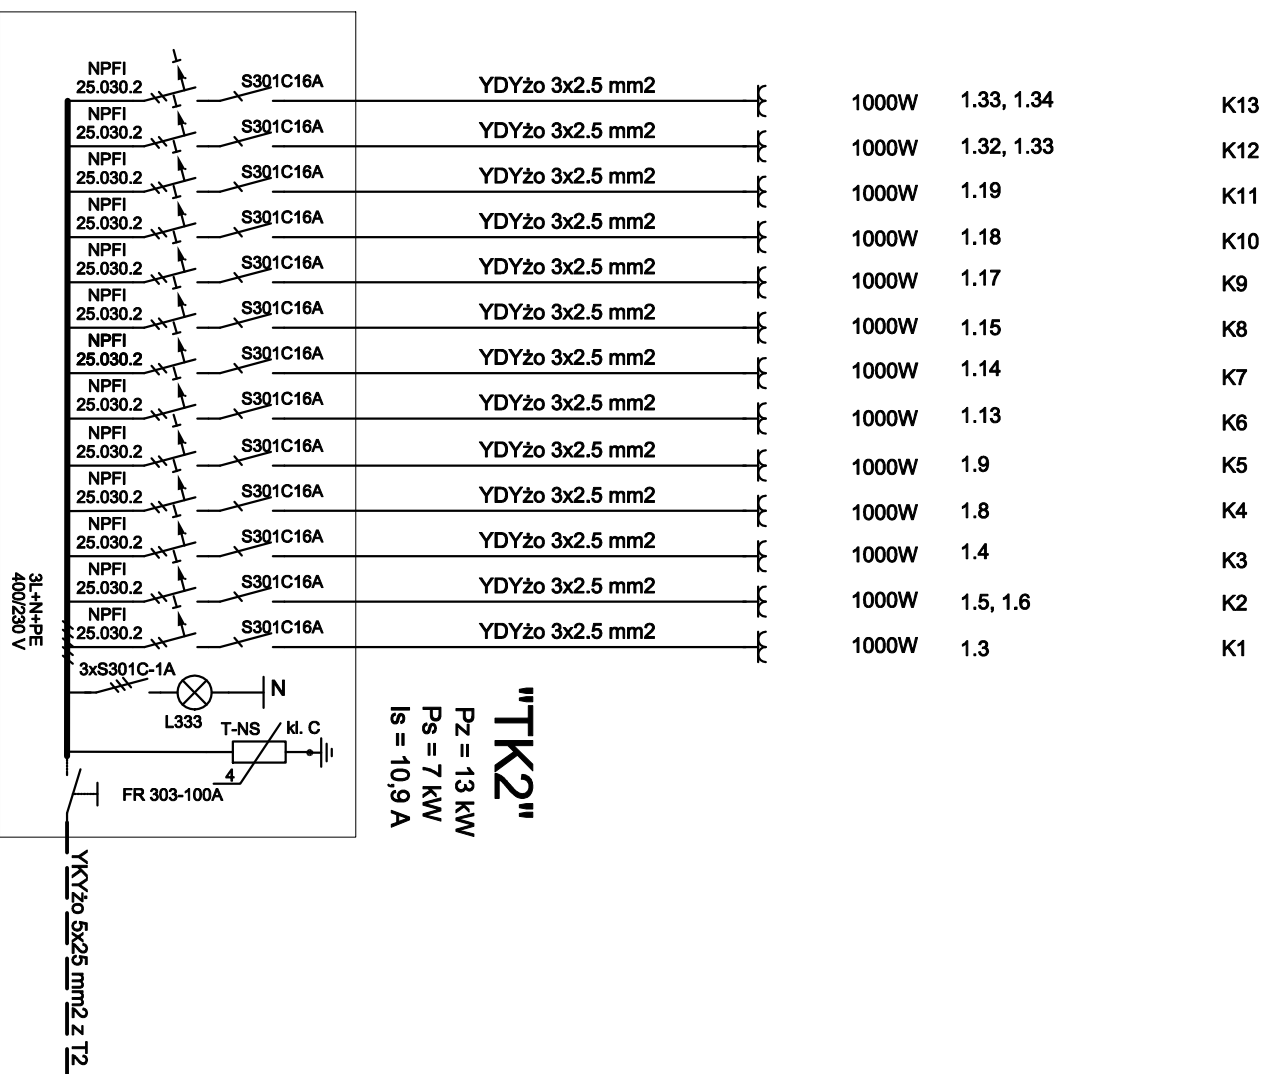 NPFI
25.030.2
S301C16A
YDYżo 3x2.5 mm2
1000W
1.33, 1.34
K13
NPFI
25.030.2
S301C16A
YDYżo 3x2.5 mm2
1000W
1.32, 1.33
K12
NPFI
25.030.2
S301C16A
YDYżo 3x2.5 mm2
1000W
1.19
K11
NPFI
25.030.2
S301C16A
YDYżo 3x2.5 mm2
1000W
1.18
K10
NPFI
25.030.2
S301C16A
YDYżo 3x2.5 mm2
1000W
1.17
K9
NPFI
25.030.2
S301C16A
YDYżo 3x2.5 mm2
1000W
1.15
K8
NPFI
25.030.2
S301C16A
YDYżo 3x2.5 mm2
1000W
1.14
K7
NPFI
25.030.2
S301C16A
YDYżo 3x2.5 mm2
1000W
1.13
K6
NPFI
25.030.2
S301C16A
YDYżo 3x2.5 mm2
1000W
1.9
K5
NPFI
25.030.2
S301C16A
YDYżo 3x2.5 mm2
1000W
1.8
K4
NPFI
25.030.2
S301C16A
YDYżo 3x2.5 mm2
1000W
1.4
K3
NPFI
25.030.2
S301C16A
YDYżo 3x2.5 mm2
1000W
1.5, 1.6
K2
NPFI
25.030.2
S301C16A
YDYżo 3x2.5 mm2
1000W
1.3
K1
3L+N+PE
400/230 V
3xS301C-1A
N
L333
T-NS
kl. C
4
FR 303-100A
"TK2"
Pz = 13 kW
Ps = 7 kW
Is = 10,9 A
YKYżo 5x25 mm2 z T2